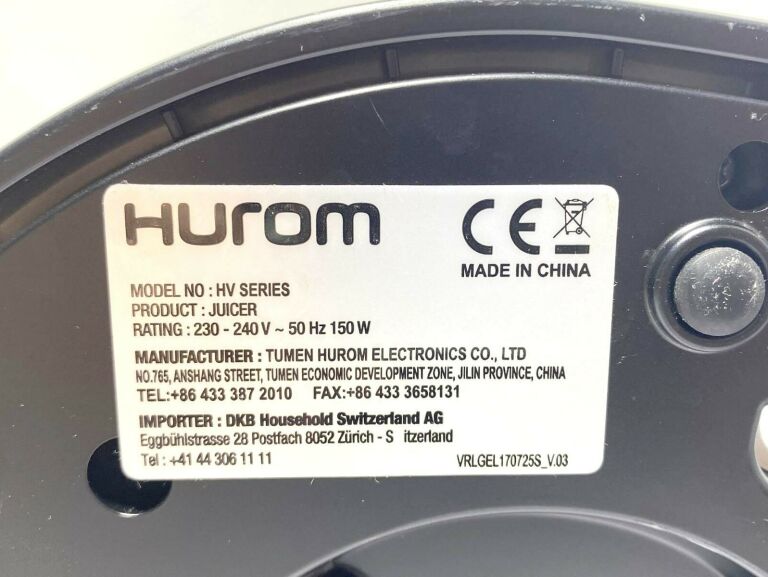 Hurom
CE
MADE IN CHINA
MODEL NO : HV SERIES
PRODUCT : JUICER
RATING : 230 - 240 V ~ 50 Hz 150 W
MANUFACTURER : TUMEN HUROM ELECTRONICS CO., LTD
NO.765, ANSHANG STREET, TUMEN ECONOMIC DEVELOPMENT ZONE, JILIN PROVINCE, CHINA
TEL:+86 433 387 2010 FAX:+86 433 3658131
IMPORTER : DKB Household Switzerland AG
Eggbühlstrasse 28 Postfach 8052 Zürich - S itzerland
Tel : +41 44 306 11 11
VRLGEL170725S_V.03